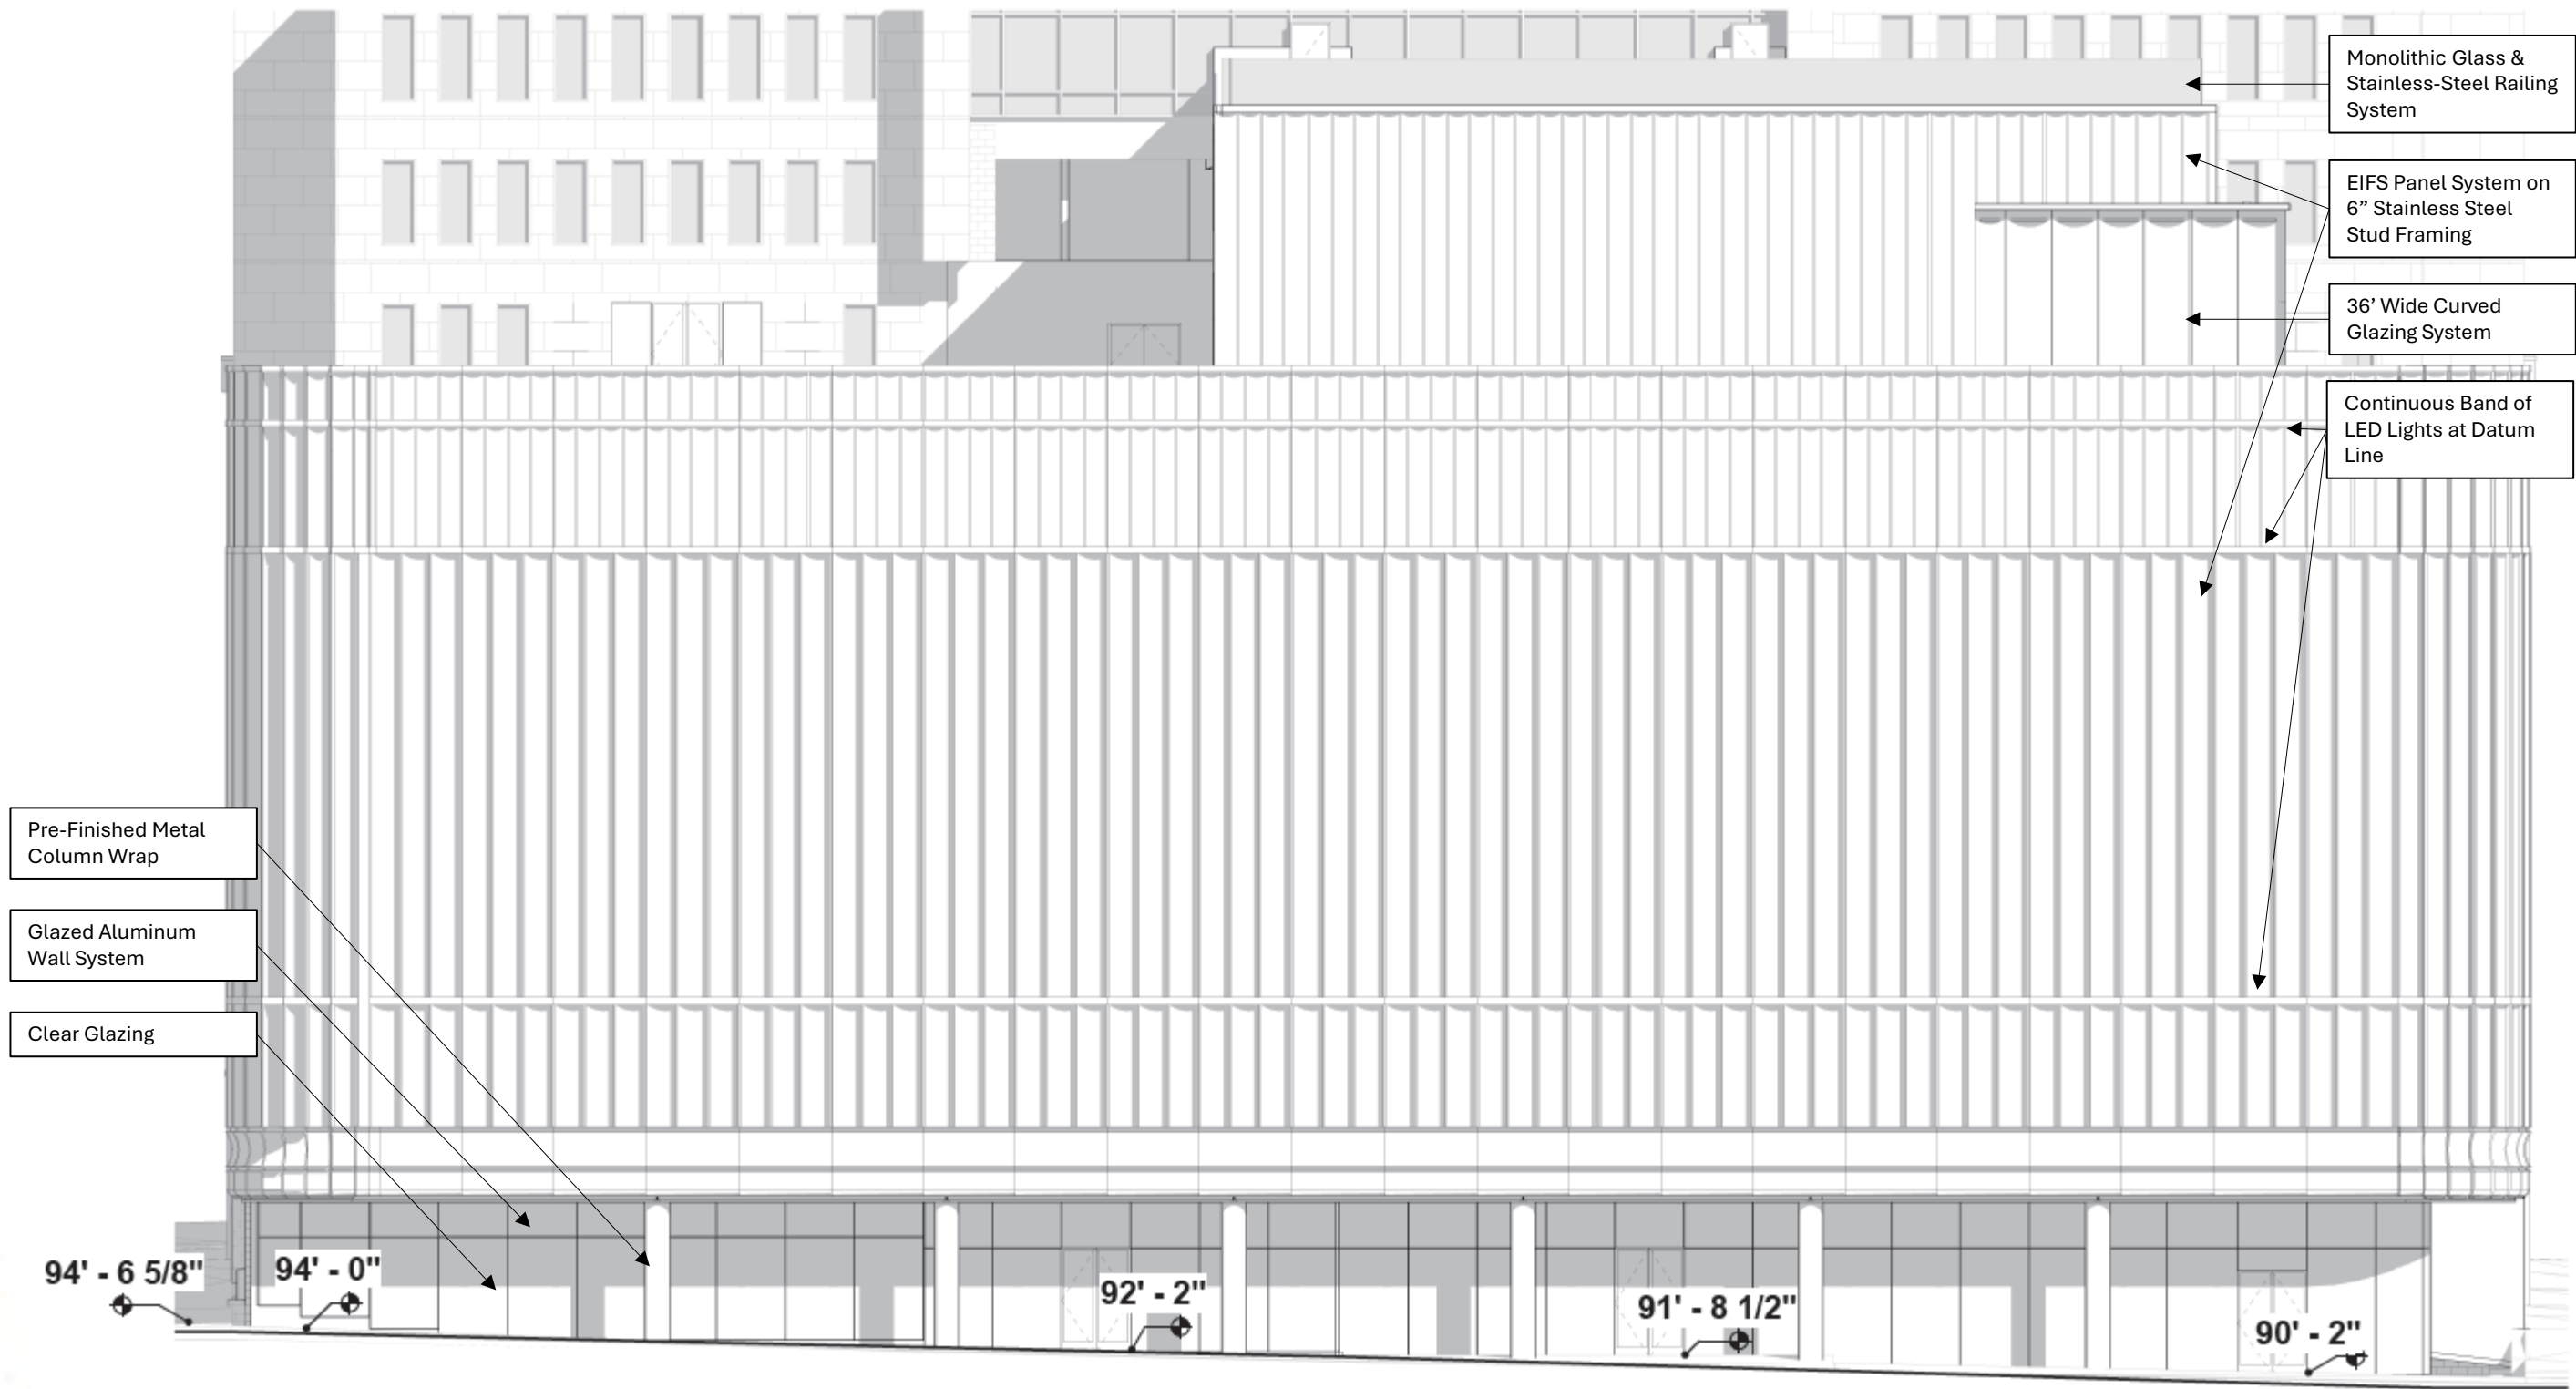 Monolithic Glass &
Stainless-Steel Railing
System
EIFS Panel System on
6” Stainless Steel
Stud Framing
36’ Wide Curved
Glazing System
Continuous Band of
LED Lights at Datum
Line
Pre-Finished Metal
Column Wrap
Glazed Aluminum
Wall System
Clear Glazing
94' - 6 5/8"
94' - 0"
92' - 2"
91' - 8 1/2"
90' - 2"